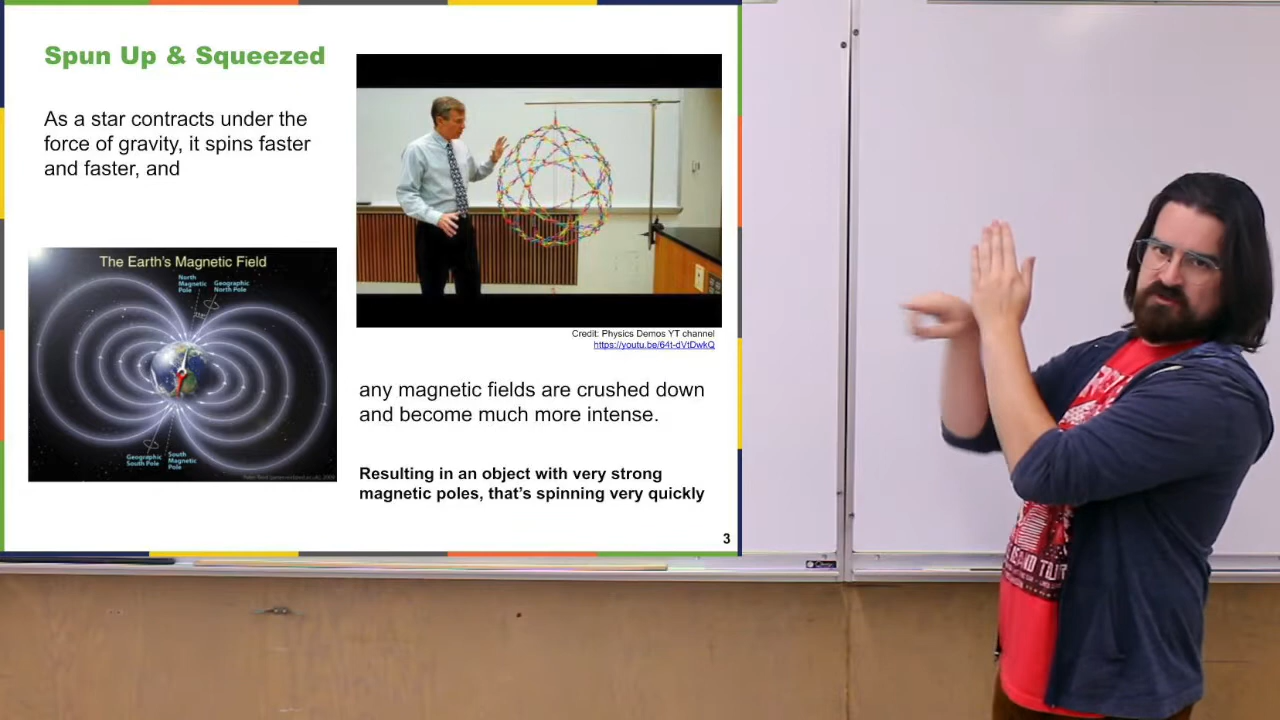 Spun Up & Squeezed
As a star contracts under the
force of gravity, it spins faster
and faster, and
The Earth's Magnetic Field
North
Magnetic
Pole
Geographic
North Pole
Geographic
South Pole
South
Magnetic
Pole
Credit: Physics Demos YT channel
https://youtu.be/64t-dVtDwkQ
any magnetic fields are crushed down
and become much more intense.
Resulting in an object with very strong
magnetic poles, that's spinning very quickly
3